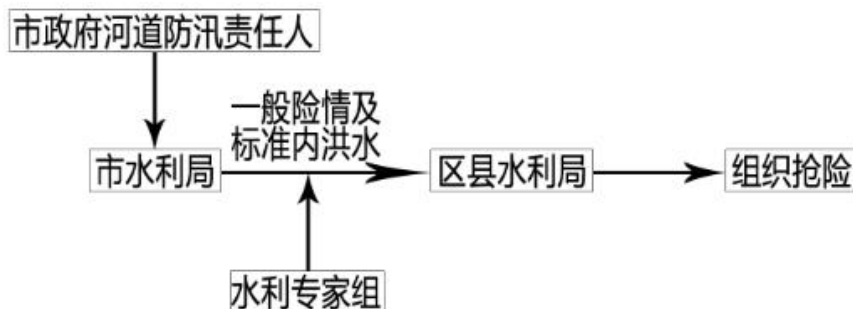 市政府河道防汛责任人
一般险情及
标准内洪水
市水利局
区县水利局
组织抢险
水利专家组